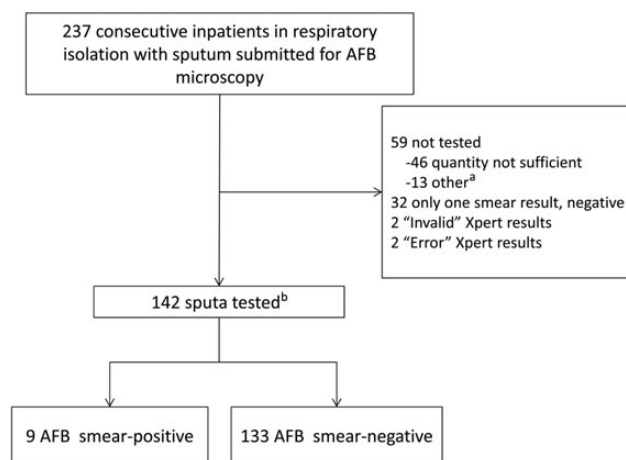 237 consecutive inpatients in respiratory
isolation with sputum submitted for AFB
microscopy
59 not tested
-46 quantity not sufficient
-13 otherᵃ
32 only one smear result, negative
2 “Invalid” Xpert results
2 “Error” Xpert results
142 sputa testedᵇ
9 AFB smear-positive
133 AFB smear-negative